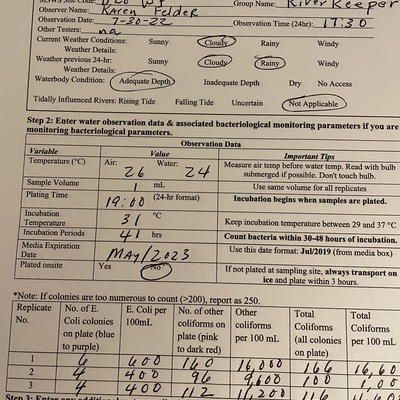 Group Name: River Keeper
Observer Name: Karen Felder
Observation Date: 7-30-22 Observation Time (24hr): 17:30
Other Testers: na
Current Weather Conditions: Sunny Cloudy Rainy Windy
Weather Details:
Weather previous 24-hr: Sunny Cloudy Rainy Windy
Weather Details:
Waterbody Condition: Adequate Depth Inadequate Depth Dry No Access
Tidally Influenced Rivers: Rising Tide Falling Tide Uncertain Not Applicable
Step 2: Enter water observation data & associated bacteriological monitoring parameters if you are
monitoring bacteriological parameters.
Observation Data
Variable Value Important Tips
Temperature (°C) Air: 26 Water: 24 Measure air temp before water temp. Read with bulb
submerged if possible. Don't touch bulb.
Sample Volume 1 mL Use same volume for all replicates
Plating Time 19:00 (24-hr format) Incubation begins when samples are plated.
Incubation
Temperature 31 °C Keep incubation temperature between 29 and 37 °C
Incubation Periods 41 hrs Count bacteria within 30-48 hours of incubation.
Media Expiration
Date May/2023 Use this date format: Jul/2019 (from media box)
Plated onsite Yes No If not plated at sampling site, always transport on
ice and plate within 3 hours.
*Note: If colonies are too numerous to count (>200), report as 250.
Replicate
No. No. of E.
Coli colonies
on plate (blue
to purple) E. Coli per
100mL No. of other
coliforms on
plate (pink
to dark red) Other
coliforms
per 100 mL Total
Coliforms
(all colonies
on plate) Total
Coliforms
per 100 mL
1 6 600 160 16,000 166 16,60
2 4 400 96 9,600 100
3 4 400 112 11,200 116
Step 3: Enter any